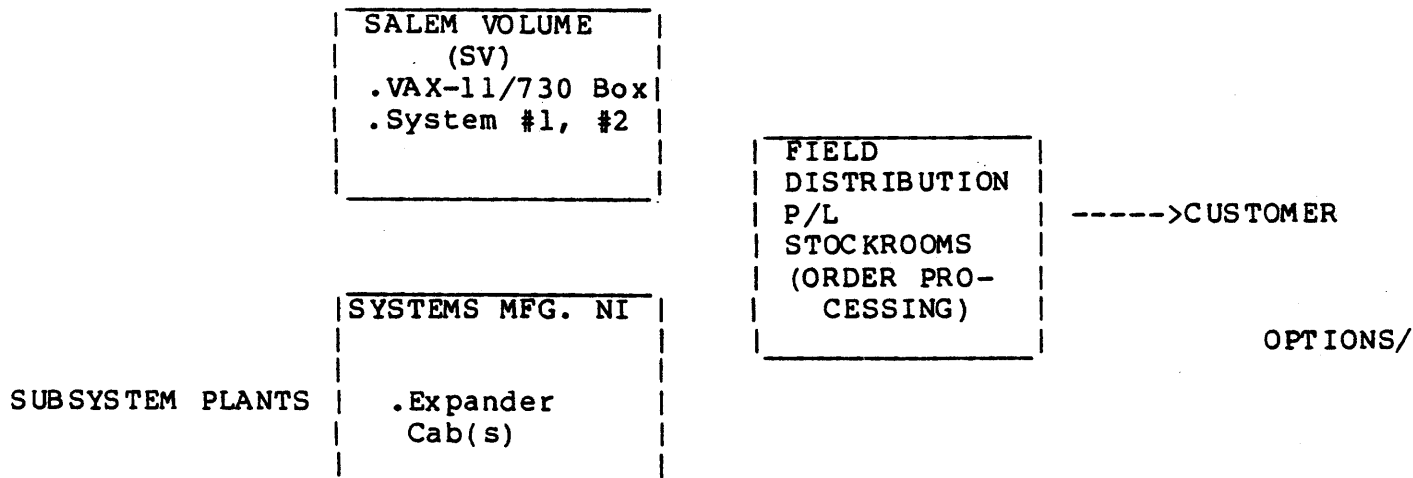 SALEM VOLUME
(SV)
.VAX-11/730 Box
.System #1, #2
FIELD
DISTRIBUTION
P/L
STOCKROOMS
(ORDER PRO-
CESSING)
----->CUSTOMER
SYSTEMS MFG. NI
OPTIONS/
SUBSYSTEM PLANTS
.Expander
Cab(s)